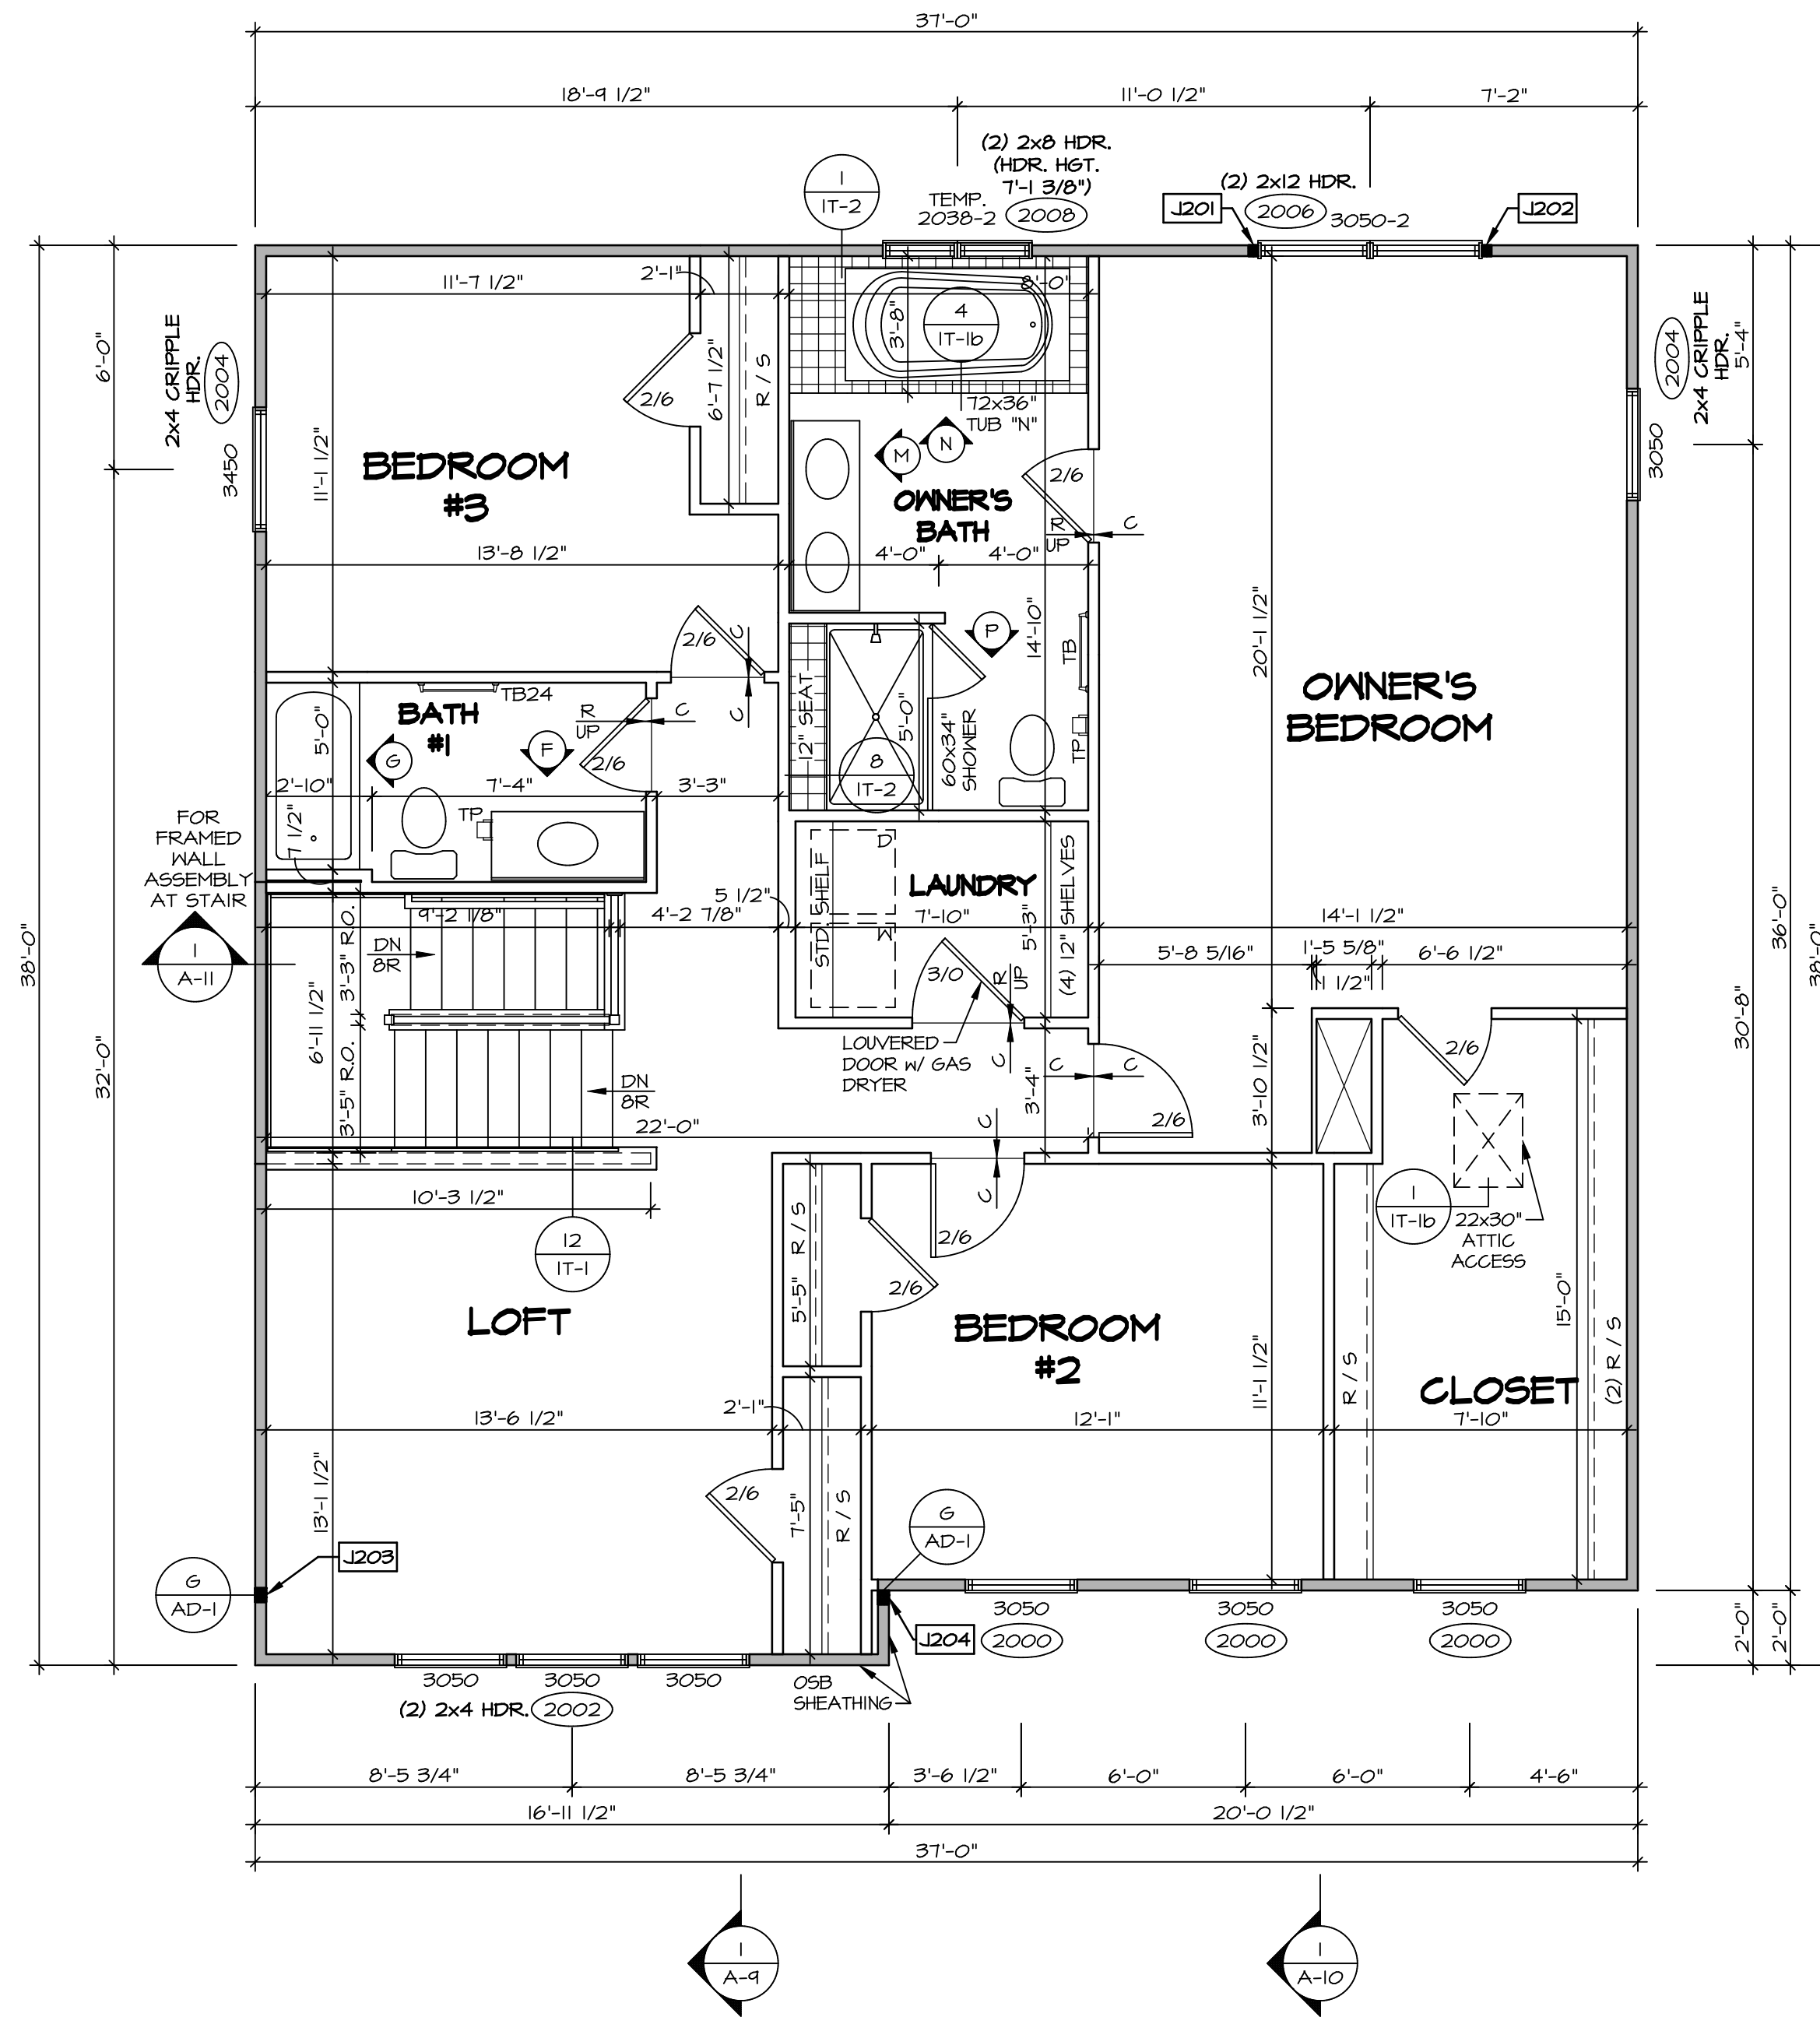 37'-0"
18'-9 1/2"
11'-0 1/2"
7'-2"
(2) 2x8 HDR.
(HDR. HGT.
7'-1 3/8")
1
IT-2
TEMP.
2038-2
2008
(2) 2x12 HDR.
J201
2006
3050-2
J202
11'-7 1/2"
2'-1"
8'-0"
3'-8"
4
IT-1b
6'-0"
2x4 CRIPPLE
HDR.
2004
3450
11'-1 1/2"
BEDROOM
#3
2/6
6'-7 1/2"
R / S
72x36"
TUB "N"
M
N
OWNER'S
BATH
2/6
R
UP
C
2004
2x4 CRIPPLE
HDR.
5'-4"
3050
13'-8 1/2"
4'-0"
4'-0"
2/6
C
C
14'-10"
P
TB
20'-1 1/2"
OWNER'S
BEDROOM
TB24
BATH
#1
R
UP
C
5'-0"
G
F
2/6
2'-10"
7'-4"
3'-3"
7 1/2"
TP
12" SEAT
5'-0"
60x34"
SHOWER
8
IT-2
TP
FOR
FRAMED
WALL
ASSEMBLY
AT STAIR
1
A-11
38'-0"
32'-0"
5 1/2"
9'-2 1/8"
4'-2 7/8"
STD. SHELF
D
W
LAUNDRY
7'-10"
5'-3"
(4) 12" SHELVES
14'-1 1/2"
5'-8 5/16"
1'-5 5/8"
6'-6 1/2"
1 1/2"
36'-0"
38'-0"
30'-8"
DN
8R
3'-3" R.O.
6'-11 1/2"
3'-5" R.O.
3/0
R
UP
LOUVERED
DOOR W/ GAS
DRYER
C
C
C
3'-4"
2/6
3'-10 1/2"
2/6
DN
8R
22'-0"
C
C
10'-3 1/2"
12
IT-1
R / S
5'-5"
2/6
2/6
1
IT-1b
22x30"
ATTIC
ACCESS
LOFT
BEDROOM
#2
11'-1 1/2"
R / S
15'-0"
(2) R / S
CLOSET
13'-6 1/2"
2'-1"
12'-1"
7'-10"
13'-1 1/2"
2/6
7'-5"
R / S
G
AD-1
J203
G
AD-1
J204
3050
2000
3050
2000
3050
2000
2'-0"
2'-0"
3050
3050
3050
OSB
SHEATHING
(2) 2x4 HDR.
2002
8'-5 3/4"
8'-5 3/4"
3'-6 1/2"
6'-0"
6'-0"
4'-6"
16'-11 1/2"
20'-0 1/2"
37'-0"
1
A-9
1
A-10